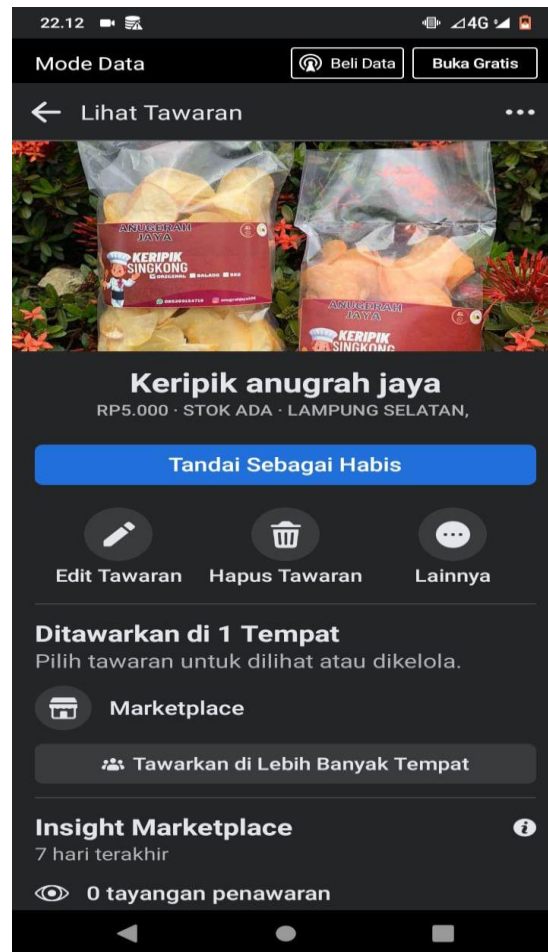 22.12
4G
Mode Data
Beli Data
Buka Gratis
Lihat Tawaran
ANUGERAH
JAYA
KERIPIK
SINGKONG
ORIGINAL BALADO
ANUGERAH
JAYA
KERIPIK
SINGKONG
Keripik anugrah jaya
RP5.000 · STOK ADA · LAMPUNG SELATAN,
Tandai Sebagai Habis
Edit Tawaran
Hapus Tawaran
Lainnya
Ditawarkan di 1 Tempat
Pilih tawaran untuk dilihat atau dikelola.
Marketplace
Tawarkan di Lebih Banyak Tempat
Insight Marketplace
7 hari terakhir
0 tayangan penawaran